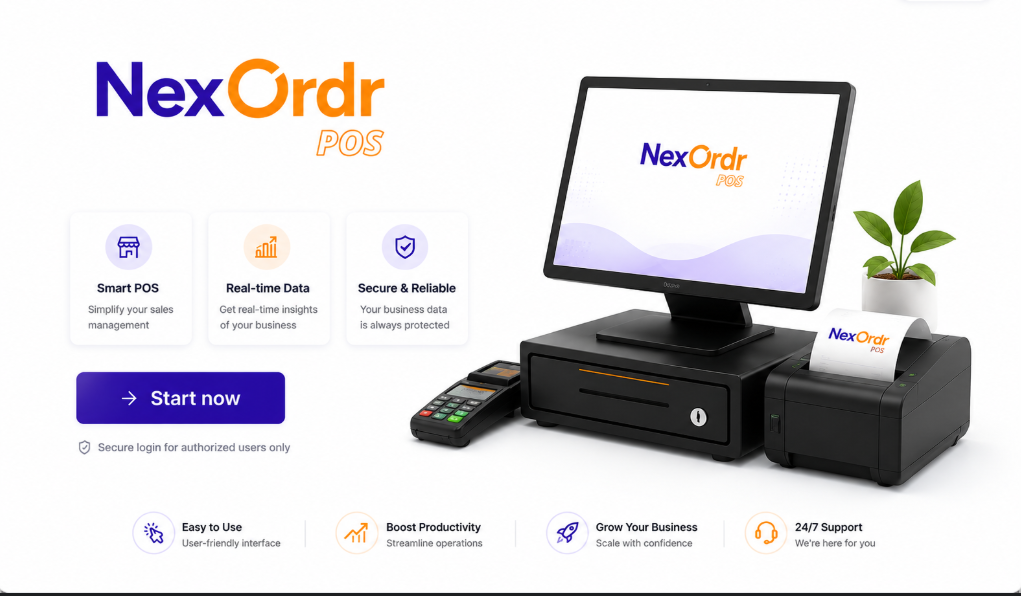 NexOrdr
POS
NexOrdr
POS
Smart POS
Simplify your sales
management
Real-time Data
Get real-time insights
of your business
Secure & Reliable
Your business data
is always protected
NexOrdr
POS
→ Start now
Secure login for authorized users only
Easy to Use
User-friendly interface
Boost Productivity
Streamline operations
Grow Your Business
Scale with confidence
24/7 Support
We're here for you